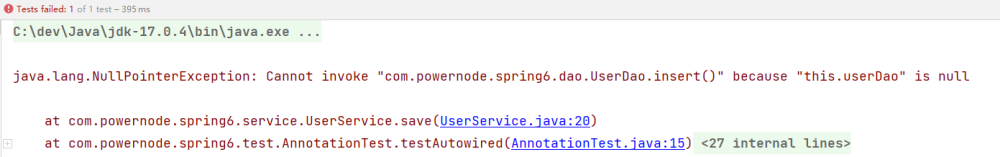 Tests failed: 1 of 1 test – 395 ms
C:\dev\Java\jdk-17.0.4\bin\java.exe ...
java.lang.NullPointerException: Cannot invoke "com.powernode.spring6.dao.UserDao.insert()" because "this.userDao" is null
at com.powernode.spring6.service.UserService.save(UserService.java:20)
at com.powernode.spring6.test.AnnotationTest.testAutowired(AnnotationTest.java:15) <27 internal lines>